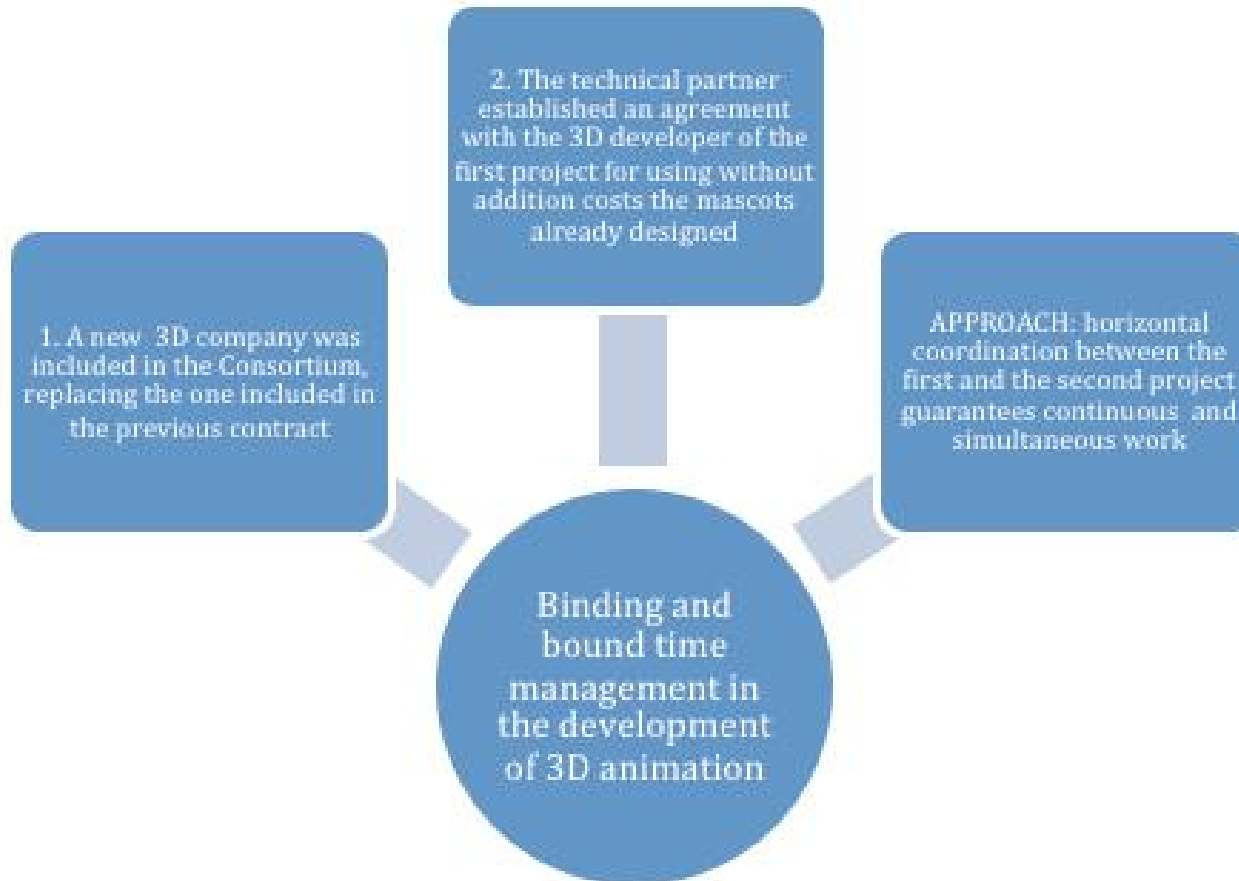 2. The technical partner
established an agreement
with the 3D developer of the
first project for using without
addition costs the mascots
already designed
1. A new 3D company was
included in the Consortium,
replacing the one included in
the previous contract
APPROACH: horizontal
coordination between the
first and the second project
guarantees continuous and
simultaneous work
Binding and
bound time
management in
the development
of 3D animation